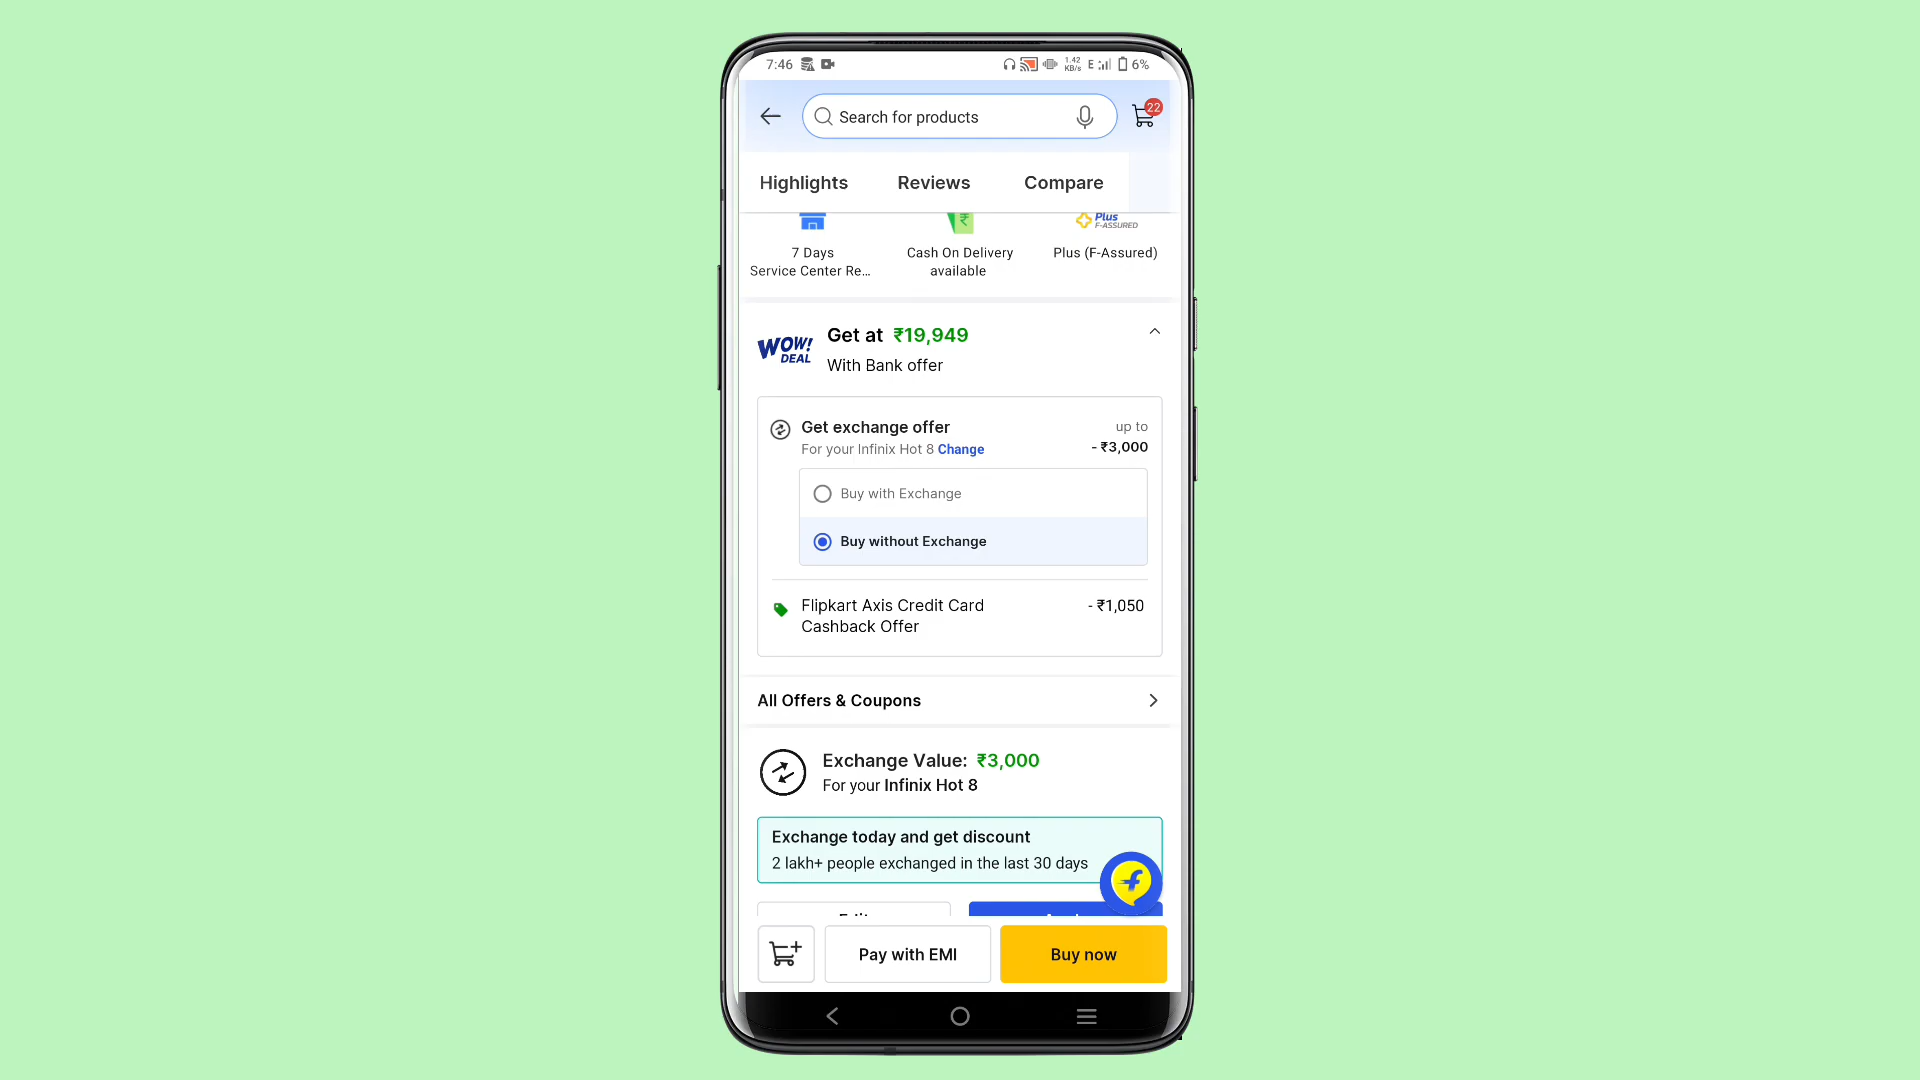 7:46
1.42
KB/s
E
6%
Search for products
22
Highlights
Reviews
Compare
₹
Plus
F-ASSURED
7 Days
Service Center Re...
Cash On Delivery
available
Plus (F-Assured)
WOW!
DEAL
Get at ₹19,949
With Bank offer
Get exchange offer
up to
For your Infinix Hot 8 Change
- ₹3,000
Buy with Exchange
Buy without Exchange
Flipkart Axis Credit Card
Cashback Offer
- ₹1,050
All Offers & Coupons
Exchange Value: ₹3,000
For your Infinix Hot 8
Exchange today and get discount
2 lakh+ people exchanged in the last 30 days
f
Pay with EMI
Buy now